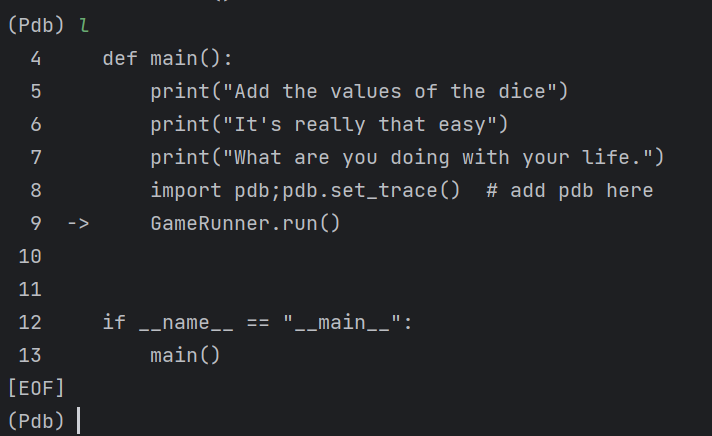 (Pdb) l
  4     def main():
  5         print("Add the values of the dice")
  6         print("It's really that easy")
  7         print("What are you doing with your life.")
  8         import pdb;pdb.set_trace()  # add pdb here
  9  ->     GameRunner.run()
 10
 11
 12     if __name__ == "__main__":
 13         main()
[EOF]
(Pdb)